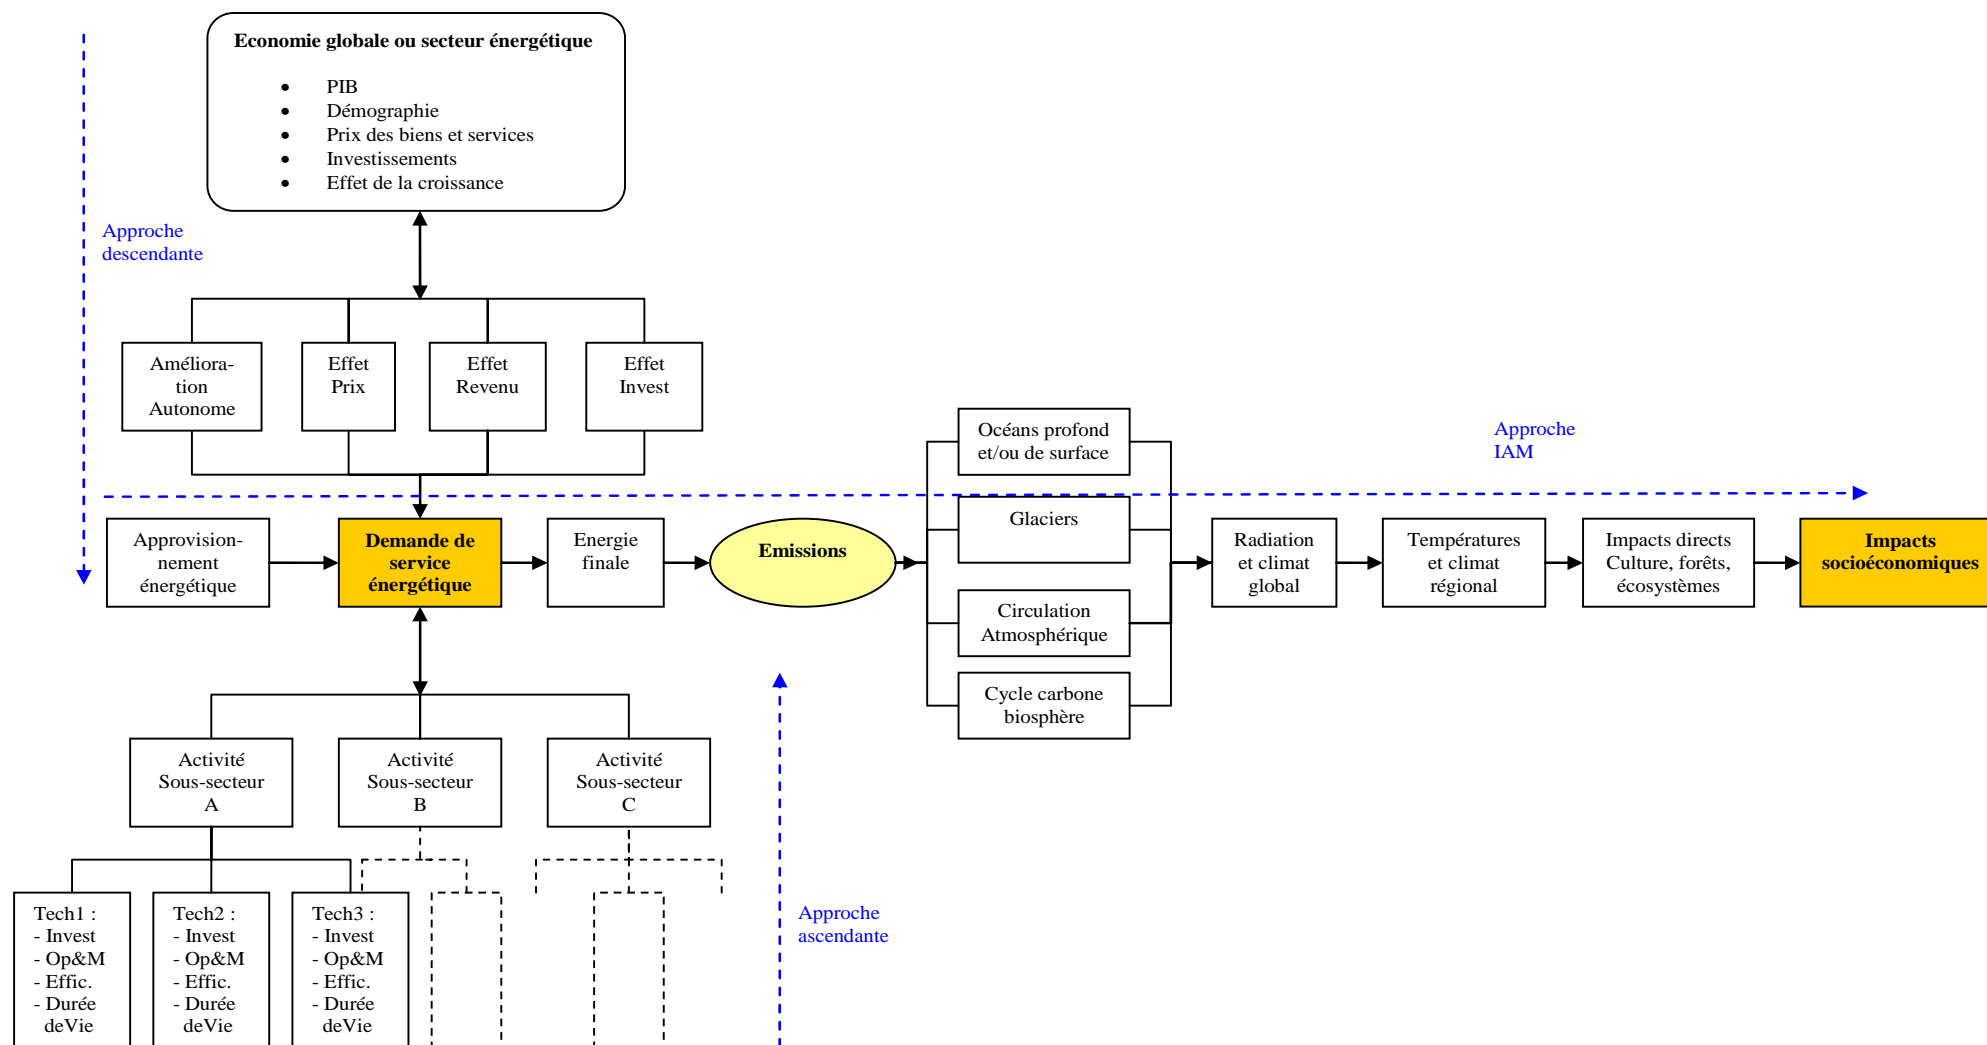 Economie globale ou secteur énergétique
• PIB
• Démographie
• Prix des biens et services
• Investissements
• Effet de la croissance
Approche
descendante
Améliora-
tion
Autonome
Effet
Prix
Effet
Revenu
Effet
Invest
Océans profond
et/ou de surface
Approche
IAM
Glaciers
Approvision-
nement
énergétique
Demande de
service
énergétique
Energie
finale
Emissions
Radiation
et climat
global
Températures
et climat
régional
Impacts directs
Culture, forêts,
écosystèmes
Impacts
socioéconomiques
Circulation
Atmosphérique
Cycle carbone
biosphère
Activité
Sous-secteur
A
Activité
Sous-secteur
B
Activité
Sous-secteur
C
Tech1 :
- Invest
- Op&M
- Effic.
- Durée
deVie
Tech2 :
- Invest
- Op&M
- Effic.
- Durée
deVie
Tech3 :
- Invest
- Op&M
- Effic.
- Durée
deVie
Approche
ascendante